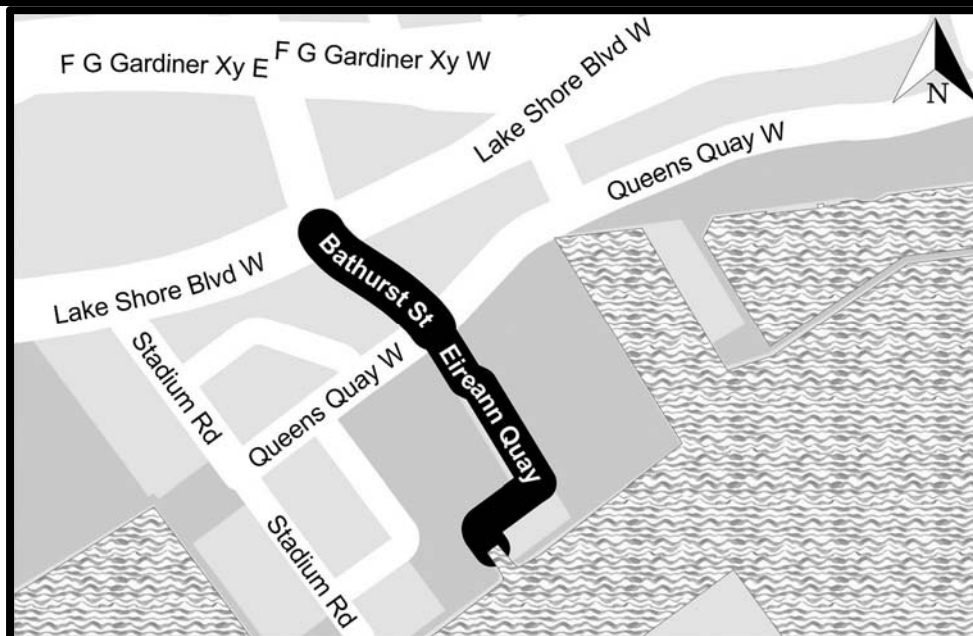 F G Gardiner Xy E
F G Gardiner Xy W
Lake Shore Blvd W
N
Queens Quay W
Bathurst St
Lake Shore Blvd W
Eireann Quay
Stadium Rd
Queens Quay W
Stadium Rd